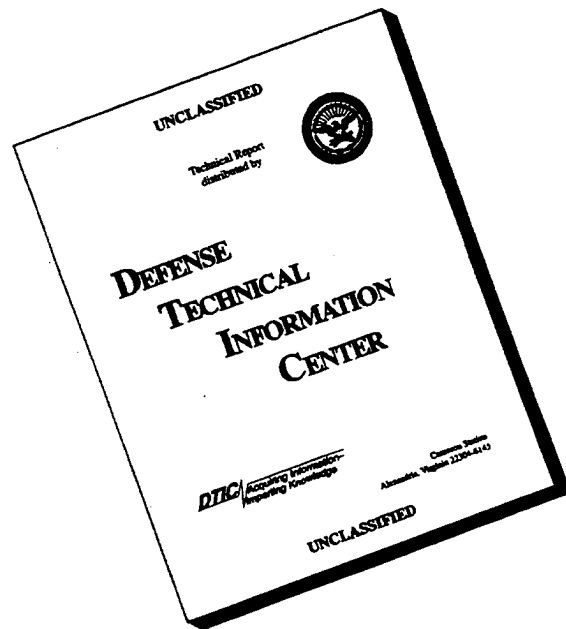 UNCLASSIFIED
Technical Report
distributed by
DEFENSE
TECHNICAL
INFORMATION
CENTER
DTIC
Acquiring Information–
Imparting Knowledge
Cameron Station
Alexandria, Virginia 22304-6145
UNCLASSIFIED